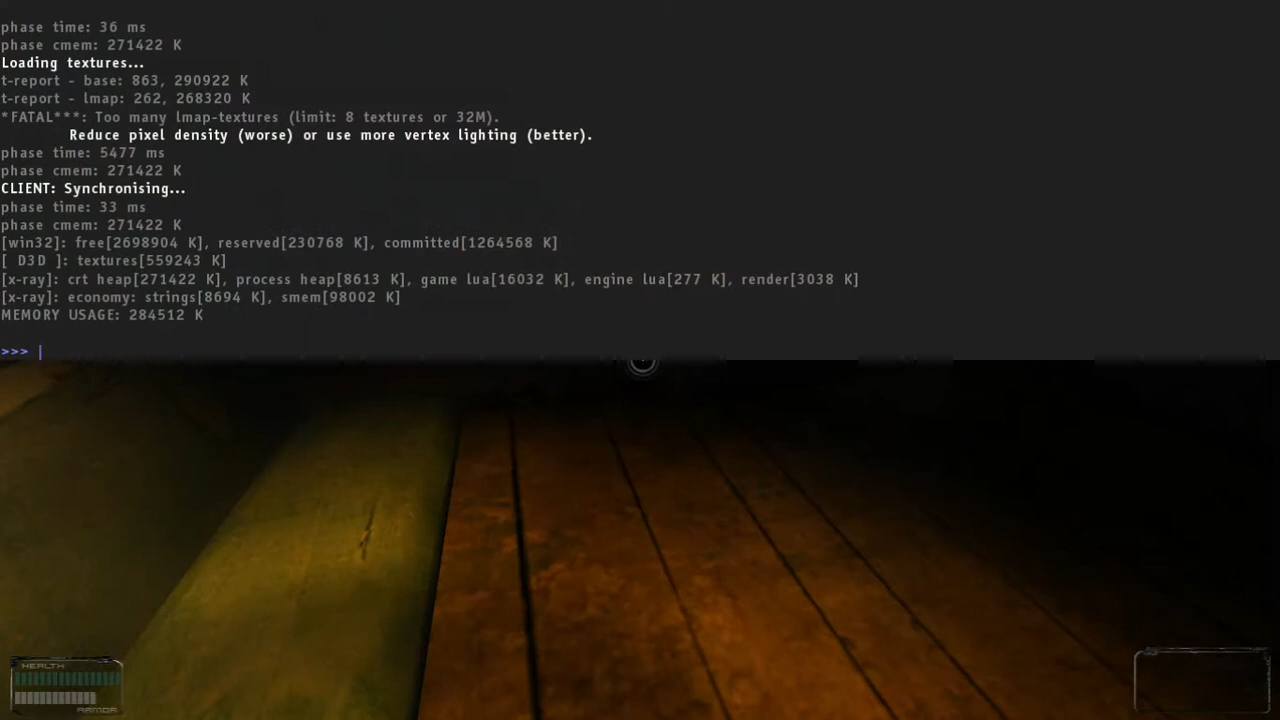 phase time: 36 ms
phase cmem: 271422 K
Loading textures...
t-report - base: 863, 290922 K
t-report - lmap: 262, 268320 K
*FATAL***: Too many lmap-textures (limit: 8 textures or 32M).
Reduce pixel density (worse) or use more vertex lighting (better).
phase time: 5477 ms
phase cmem: 271422 K
CLIENT: Synchronising...
phase time: 33 ms
phase cmem: 271422 K
[win32]: free[2698904 K], reserved[230768 K], committed[1264568 K]
[ D3D ]: textures[559243 K]
[x-ray]: crt heap[271422 K], process heap[8613 K], game lua[16032 K], engine lua[277 K], render[3038 K]
[x-ray]: economy: strings[8694 K], smem[98002 K]
MEMORY USAGE: 284512 K
>>> |
HEALTH
ARMOR